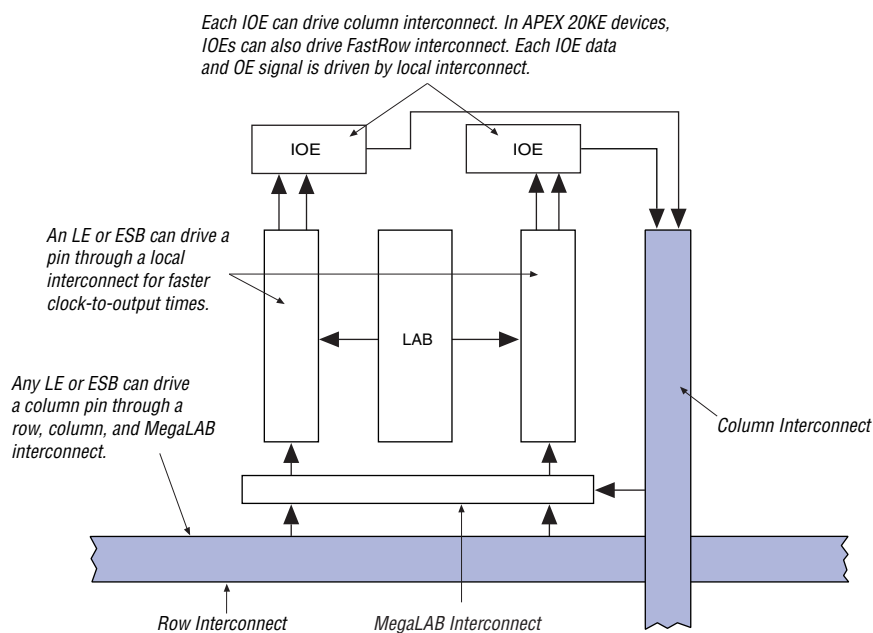 Each IOE can drive column interconnect. In APEX 20KE devices,
IOEs can also drive FastRow interconnect. Each IOE data
and OE signal is driven by local interconnect.
IOE
IOE
An LE or ESB can drive a
pin through a local
interconnect for faster
clock-to-output times.
LAB
Any LE or ESB can drive
a column pin through a
row, column, and MegaLAB
interconnect.
Column Interconnect
Row Interconnect
MegaLAB Interconnect